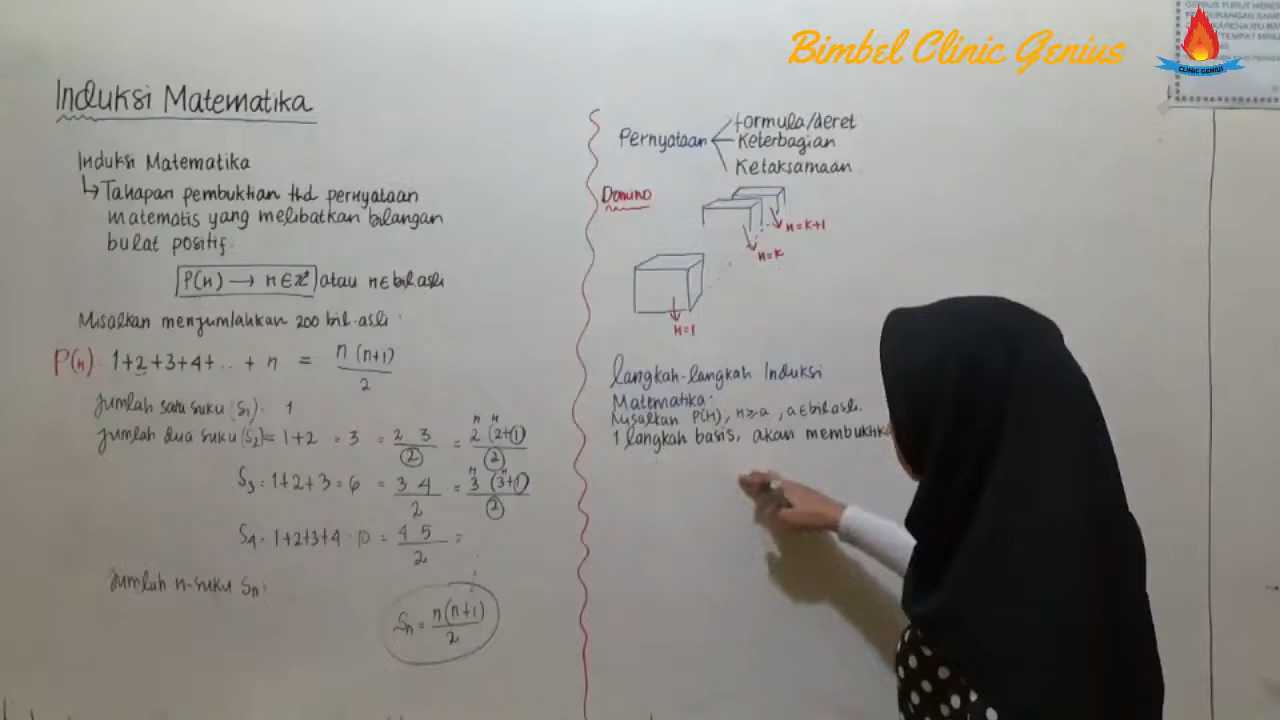 Bimbel Clinic Genius
CLINIC GENIUS
Induksi Matematika
Induksi Matematika
↳ Tahapan pembuktian thd pernyataan
matematis yang melibatkan bilangan
bulat positif.
P(n) → n ∈ Z⁺ atau n ∈ bil asli
Misalkan menjumlahkan 200 bil. asli.
P(n) 1+2+3+4+ .. + n = n (n+1) / 2
Jumlah satu suku (S₁). 1
Jumlah dua suku (S₂) = 1+2 = 3 = 2 3 / 2 = 2 (2+1) / 2
n n
S₃ = 1+2+3 = 6 = 3 4 / 2 = 3 (3+1) / 2
n n
S₄ = 1+2+3+4 . 10 = 4 5 / 2 =
Jumlah n-suku Sn:
Sn = n(n+1) / 2
Pernyataan
formula/deret
Keterbagian
Ketaksamaan
Domino
n=k+1
n=k
n=1
langkah-langkah Induksi
Matematika:
Misalkan P(n), n ≥ a, a ∈ bil asli.
1 langkah basis, akan membuktika